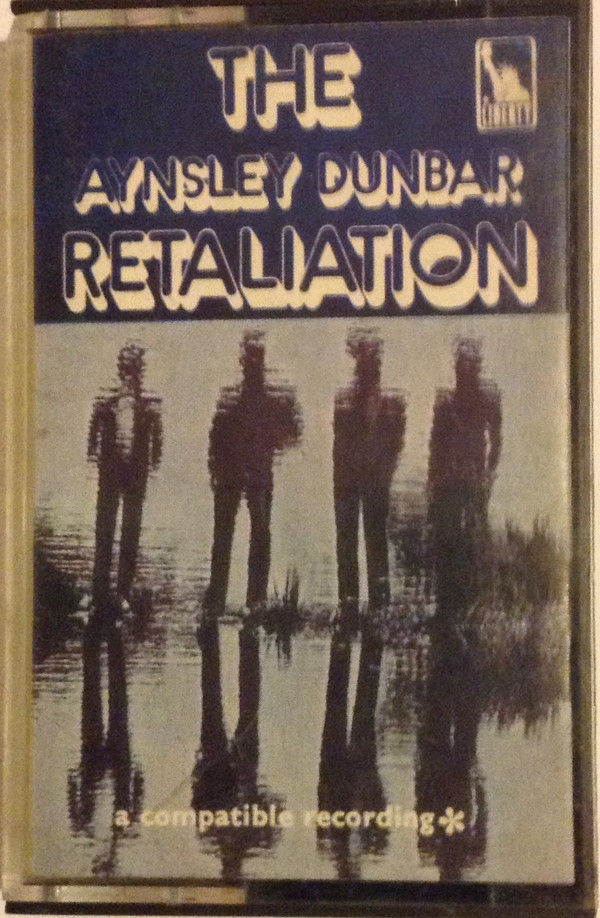 THE
LIBERTY
AYNSLEY DUNBAR
RETALIATION
a compatible recording*